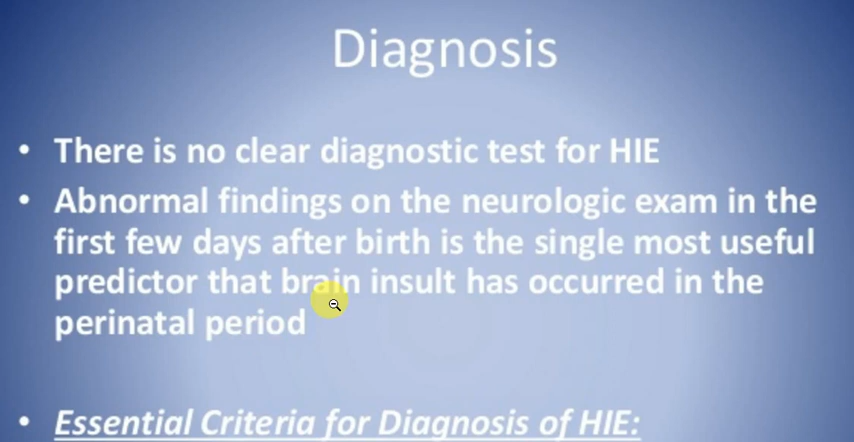 Diagnosis
• There is no clear diagnostic test for HIE
• Abnormal findings on the neurologic exam in the
first few days after birth is the single most useful
predictor that brain insult has occurred in the
perinatal period
• Essential Criteria for Diagnosis of HIE: